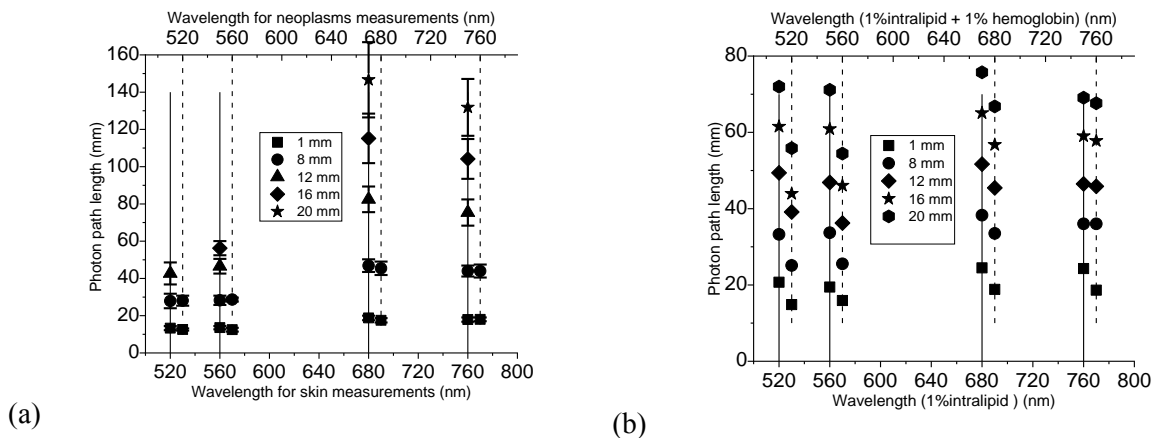 Wavelength for neoplasms measurements (nm)
520 560 600 640 680 720 760
160
140
120
100
80
60
40
20
0
Photon path length (mm)
1 mm
8 mm
12 mm
16 mm
20 mm
520 560 600 640 680 720 760 800
Wavelength for skin measurements (nm)
(a)
Wavelength (1%intralipid + 1% hemoglobin) (nm)
520 560 600 640 680 720 760
80
60
40
20
0
Photon path length (mm)
1 mm
8 mm
12 mm
16 mm
20 mm
520 560 600 640 680 720 760 800
Wavelength (1%intralipid ) (nm)
(b)